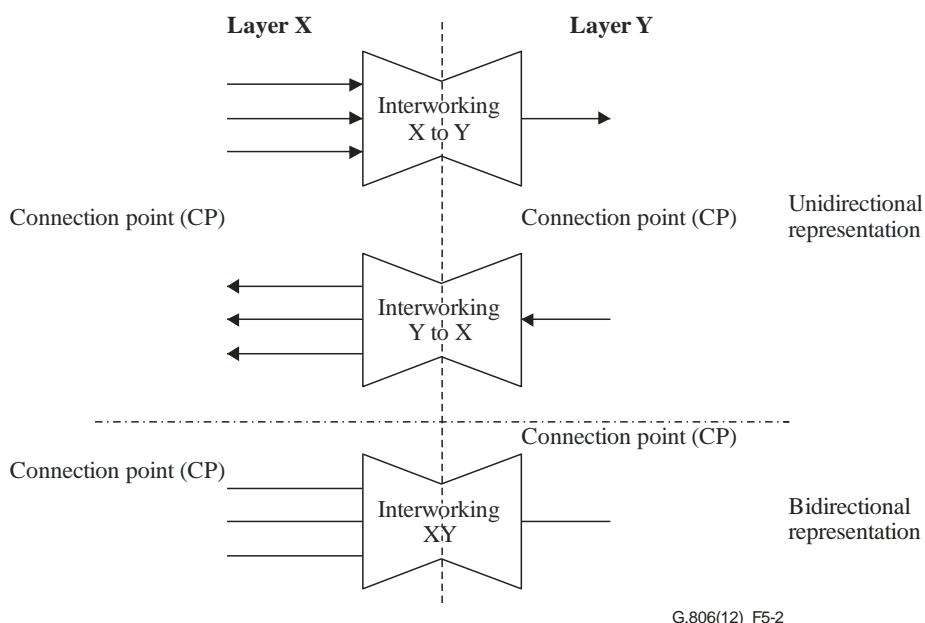 Layer X
Layer Y
Interworking
X to Y
Connection point (CP)
Connection point (CP)
Unidirectional
representation
Interworking
Y to X
Connection point (CP)
Connection point (CP)
Interworking
XY
Bidirectional
representation
G.806(12)_F5-2